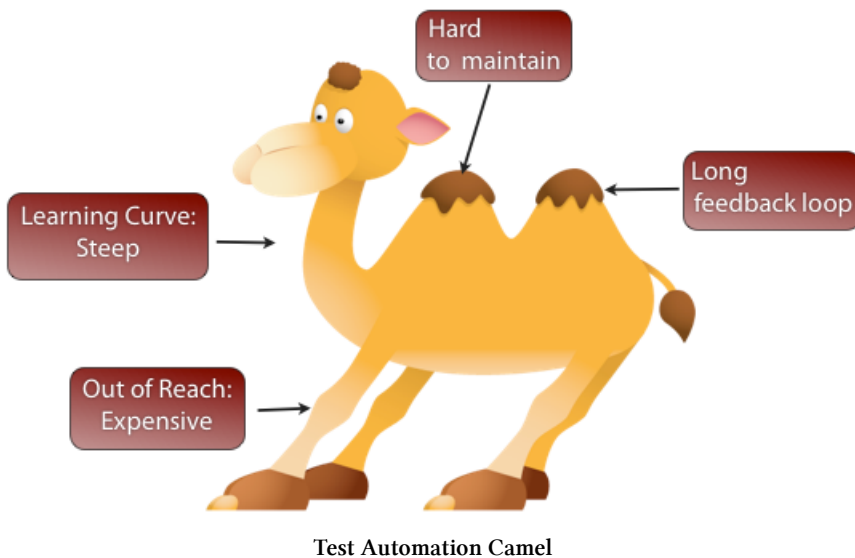 Hard
to maintain
Long
feedback loop
Learning Curve:
Steep
Out of Reach:
Expensive
Test Automation Camel